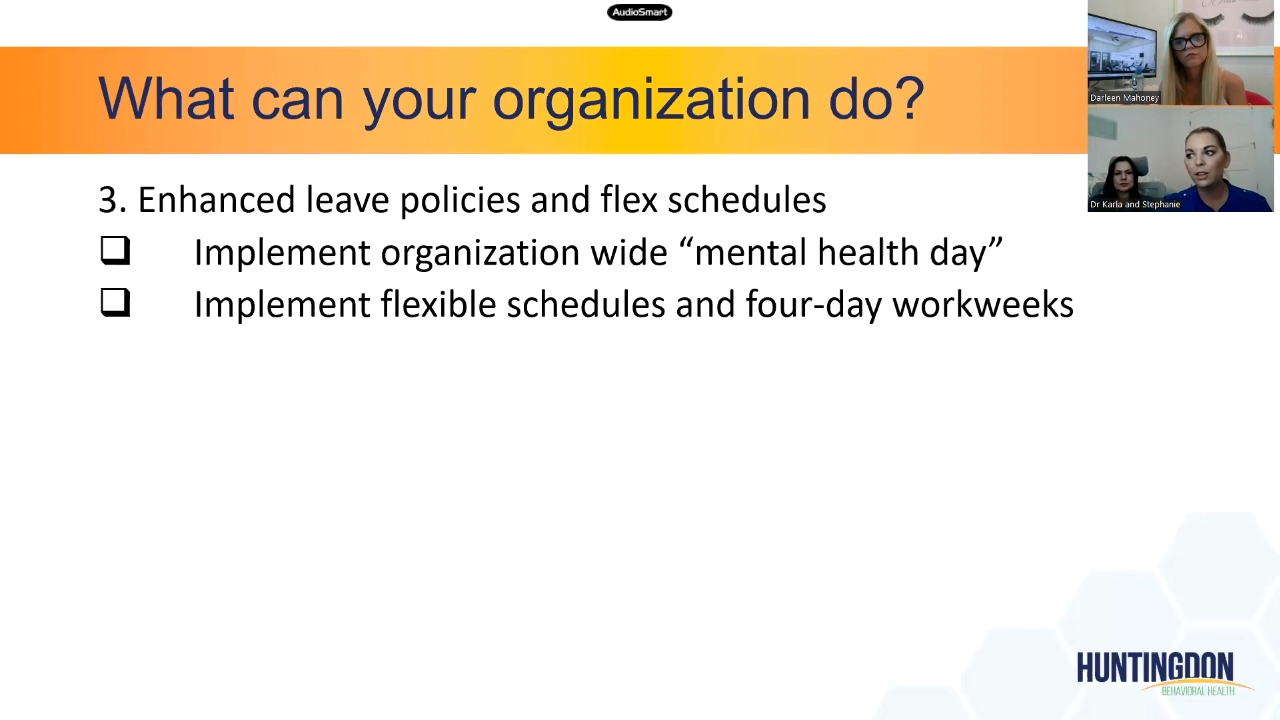 AudioSmart
What can your organization do?
Darleen Mahoney
Dr Karla and Stephanie
3. Enhanced leave policies and flex schedules
❑ Implement organization wide “mental health day”
❑ Implement flexible schedules and four-day workweeks
HUNTINGDON
BEHAVIORAL HEALTH